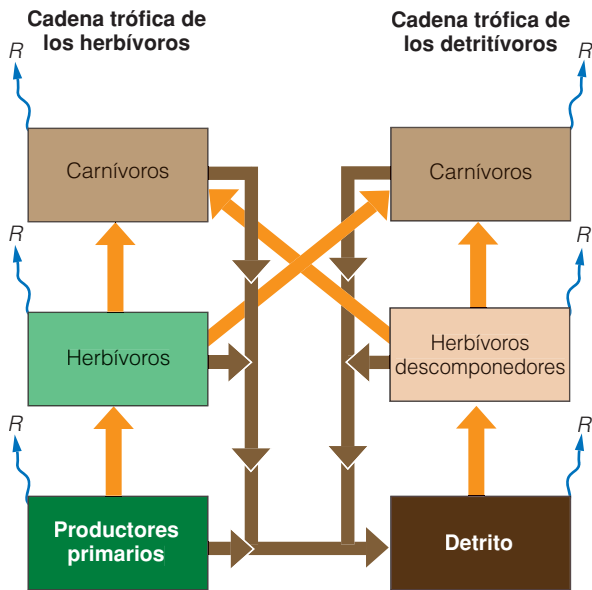 Cadena trófica de
los herbívoros
Cadena trófica de
los detritívoros
R
R
Carnívoros
Carnívoros
R
R
Herbívoros
Herbívoros
descomponedores
R
R
Productores
primarios
Detrito